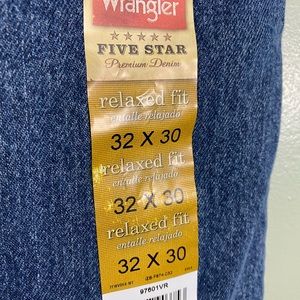 Wrangler
FIVE STAR
Premium Denim
relaxed fit
entalle relajado
32 X 30
relaxed fit
entalle relajado
32 X 30
relaxed fit
entalle relajado
32 X 30
97601VR